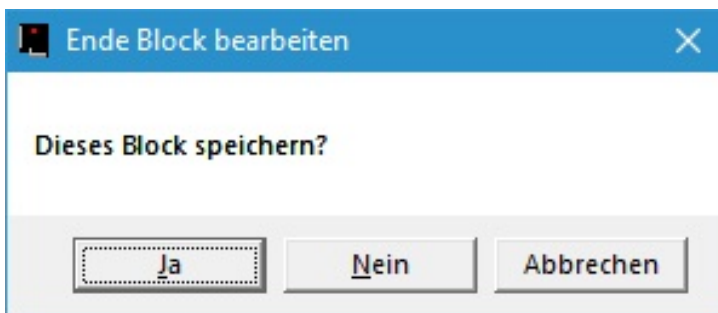 Ende Block bearbeiten
Dieses Block speichern?
Ja Nein Abbrechen